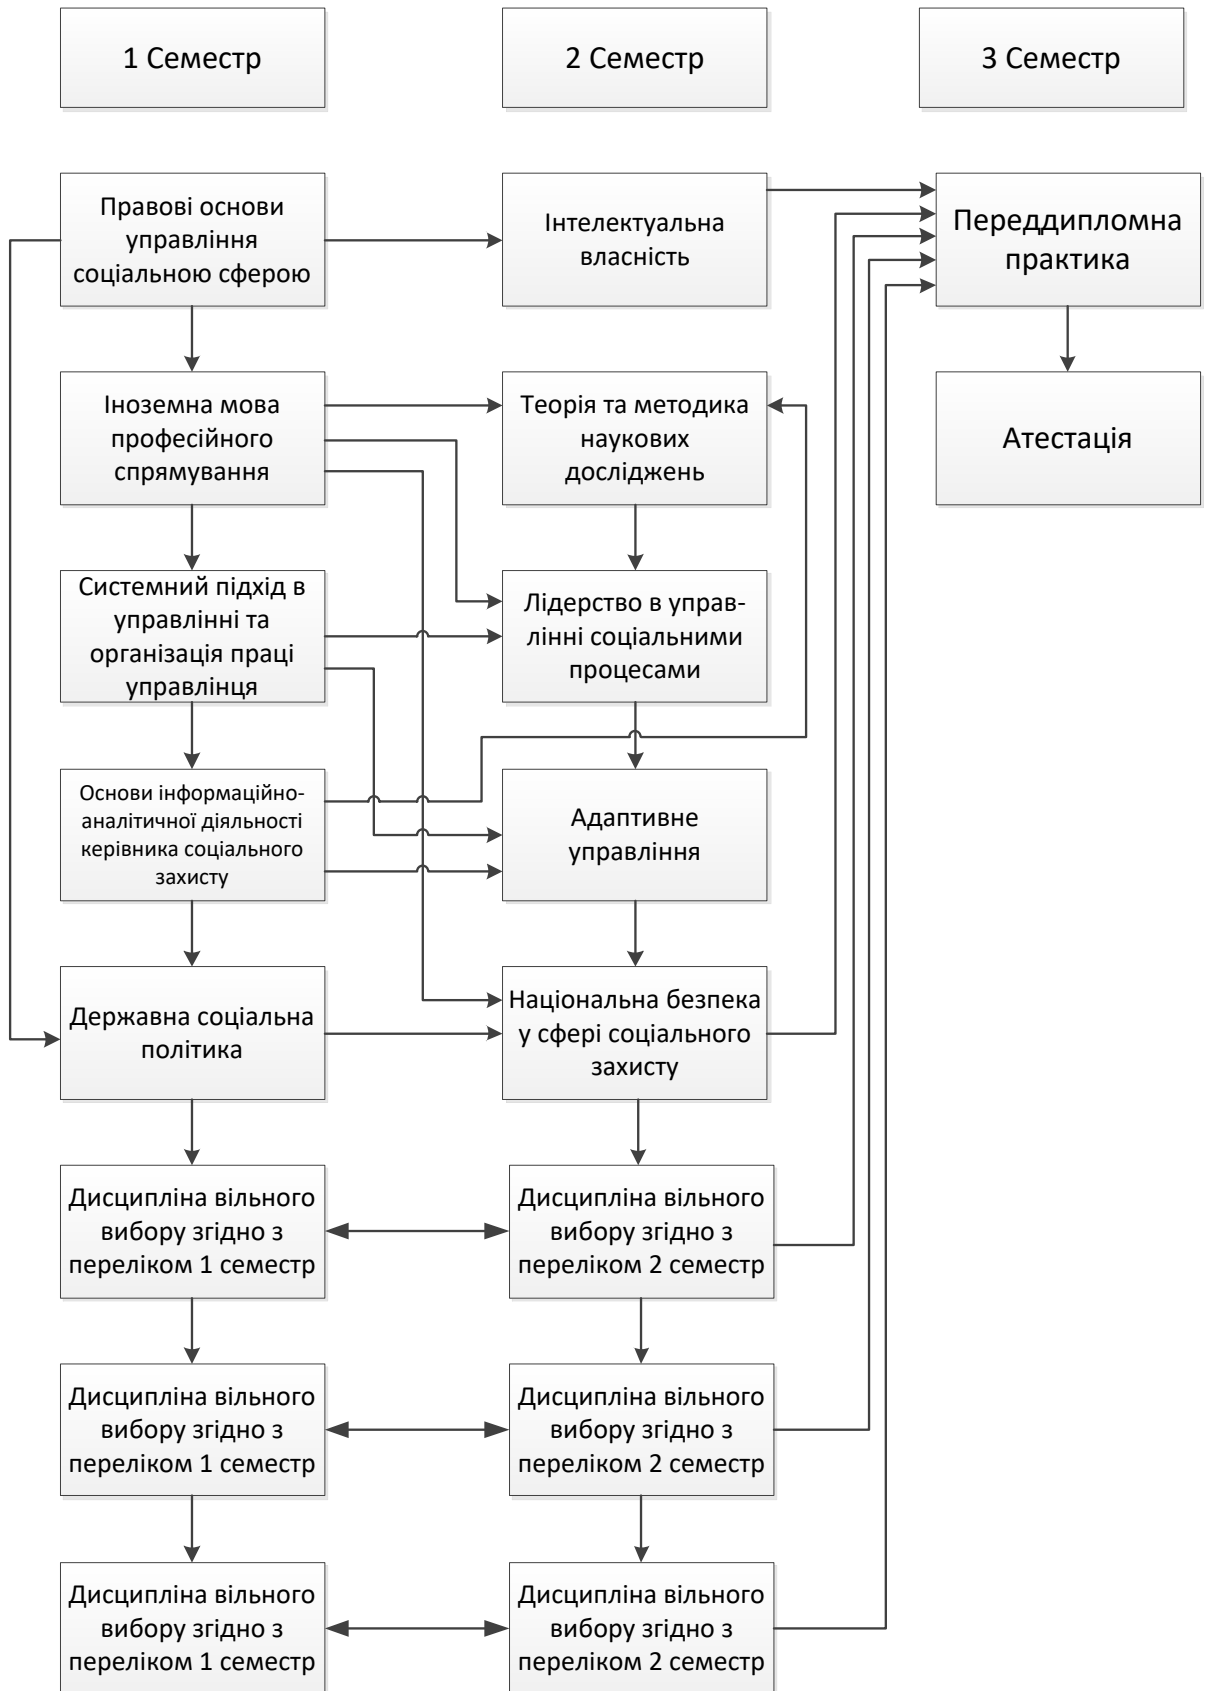 1 Семестр
2 Семестр
3 Семестр
Правові основи
управління
соціальною сферою
Інтелектуальна
власність
Переддипломна
практика
Іноземна мова
професійного
спрямування
Теорія та методика
наукових
досліджень
Атестація
Системний підхід в
управлінні та
організація праці
управлінця
Лідерство в управ-
лінні соціальними
процесами
Основи інформаційно-
аналітичної діяльності
керівника соціального
захисту
Адаптивне
управління
Державна соціальна
політика
Національна безпека
у сфері соціального
захисту
Дисципліна вільного
вибору згідно з
переліком 1 семестр
Дисципліна вільного
вибору згідно з
переліком 2 семестр
Дисципліна вільного
вибору згідно з
переліком 1 семестр
Дисципліна вільного
вибору згідно з
переліком 2 семестр
Дисципліна вільного
вибору згідно з
переліком 1 семестр
Дисципліна вільного
вибору згідно з
переліком 2 семестр